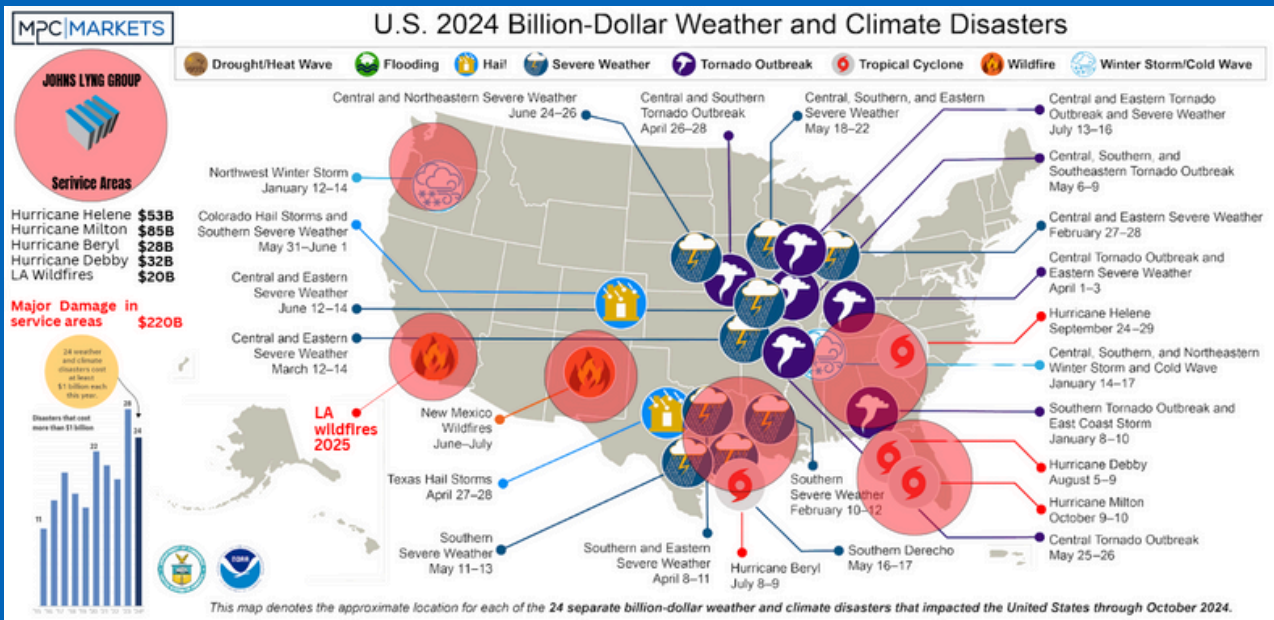 MPC|MARKETS
U.S. 2024 Billion-Dollar Weather and Climate Disasters
Drought/Heat Wave
Flooding
Hail
Severe Weather
Tornado Outbreak
Tropical Cyclone
Wildfire
Winter Storm/Cold Wave
JOHNS LYNG GROUP
Serivice Areas
Hurricane Helene $53B
Hurricane Milton $85B
Hurricane Beryl $28B
Hurricane Debby $32B
LA Wildfires $20B
Major Damage in
service areas $220B
24 weather
and climate
disasters cost
at least
$1 billion each
this year.
Disasters that cost
more than $1 billion
11
22
28
24
Central and Northeastern Severe Weather
June 24–26
Central and Southern
Tornado Outbreak
April 26–28
Central, Southern, and Eastern
Severe Weather
May 18–22
Central and Eastern Tornado
Outbreak and Severe Weather
July 13–16
Northwest Winter Storm
January 12–14
Central, Southern, and
Southeastern Tornado Outbreak
May 6–9
Colorado Hail Storms and
Southern Severe Weather
May 31–June 1
Central and Eastern Severe Weather
February 27–28
Central and Eastern
Severe Weather
June 12–14
Central Tornado Outbreak and
Eastern Severe Weather
April 1–3
Central and Eastern
Severe Weather
March 12–14
Hurricane Helene
September 24–29
Central, Southern, and Northeastern
Winter Storm and Cold Wave
January 14–17
LA
wildfires
2025
New Mexico
Wildfires
June–July
Southern Tornado Outbreak and
East Coast Storm
January 8–10
Texas Hail Storms
April 27–28
Southern
Severe Weather
February 10–12
Hurricane Debby
August 5–9
Hurricane Milton
October 9–10
Southern
Severe Weather
May 11–13
Southern and Eastern
Severe Weather
April 8–11
Hurricane Beryl
July 8–9
Southern Derecho
May 16–17
Central Tornado Outbreak
May 25–26
This map denotes the approximate location for each of the 24 separate billion-dollar weather and climate disasters that impacted the United States through October 2024.